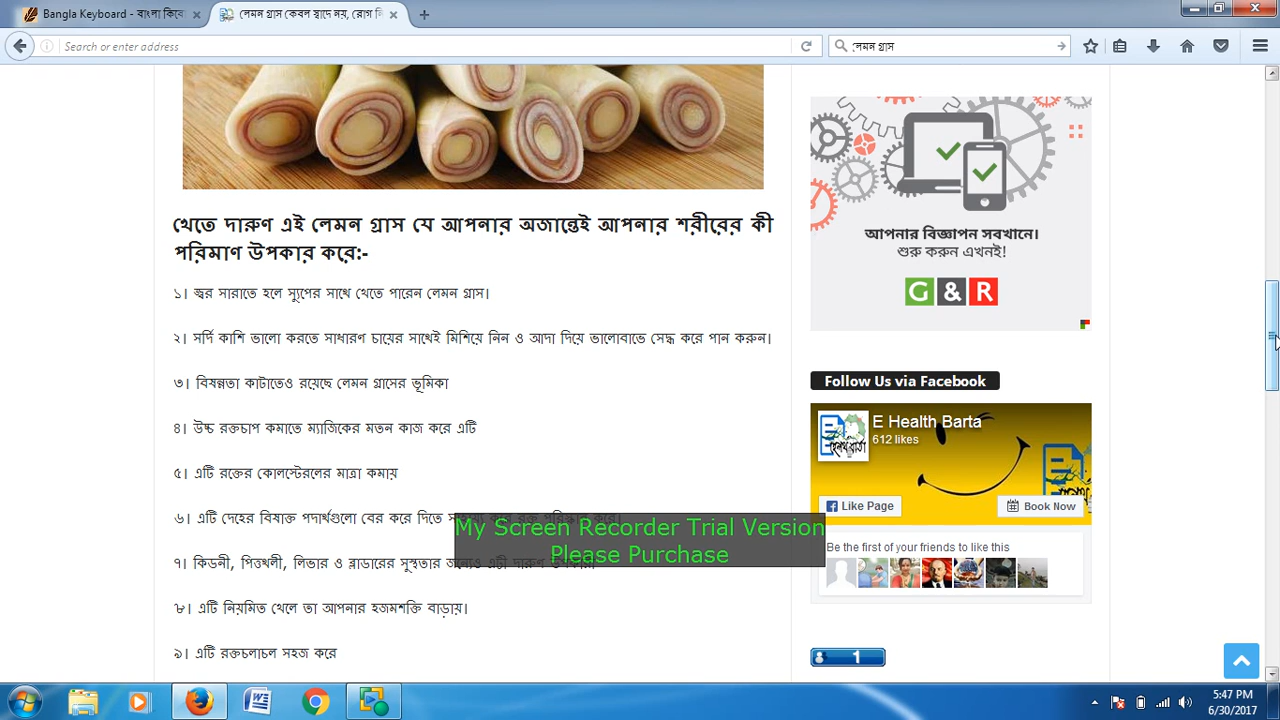 Bangla Keyboard - বাংলা কিবো
লেমন গ্রাস কেবল স্বাদে নয়, রোগ নি
Search or enter address
লেমন গ্রাস
খেতে দারুণ এই লেমন গ্রাস যে আপনার অজান্তেই আপনার শরীরের কী
পরিমাণ উপকার করে:-
১। জ্বর সারাতে হলে স্যুপের সাথে খেতে পারেন লেমন গ্রাস।
২। সর্দি কাশি ভালো করতে সাধারণ চায়ের সাথেই মিশিয়ে নিন ও আদা দিয়ে ভালোবাভে সেদ্ধ করে পান করুন।
৩। বিষন্নতা কাটাতেও রয়েছে লেমন গ্রাসের ভূমিকা
৪। উচ্চ রক্তচাপ কমাতে ম্যাজিকের মতন কাজ করে এটি
৫। এটি রক্তের কোলস্টেরলের মাত্রা কমায়
৬। এটি দেহের বিষাক্ত পদার্থগুলো বের করে দিতে
৭। কিডনী, পিতথলী, লিভার ও ব্লাডারের সুস্থতার
৮। এটি নিয়মিত খেলে তা আপনার হজমশক্তি বাড়ায়।
৯। এটি রক্তচলাচল সহজ করে
My Screen Recorder Trial Version
Please Purchase
আপনার বিজ্ঞাপন সবখানে।
শুরু করুন এখনই!
G & R
Follow Us via Facebook
E Health Barta
612 likes
Like Page
Book Now
Be the first of your friends to like this
1
5:47 PM
6/30/2017